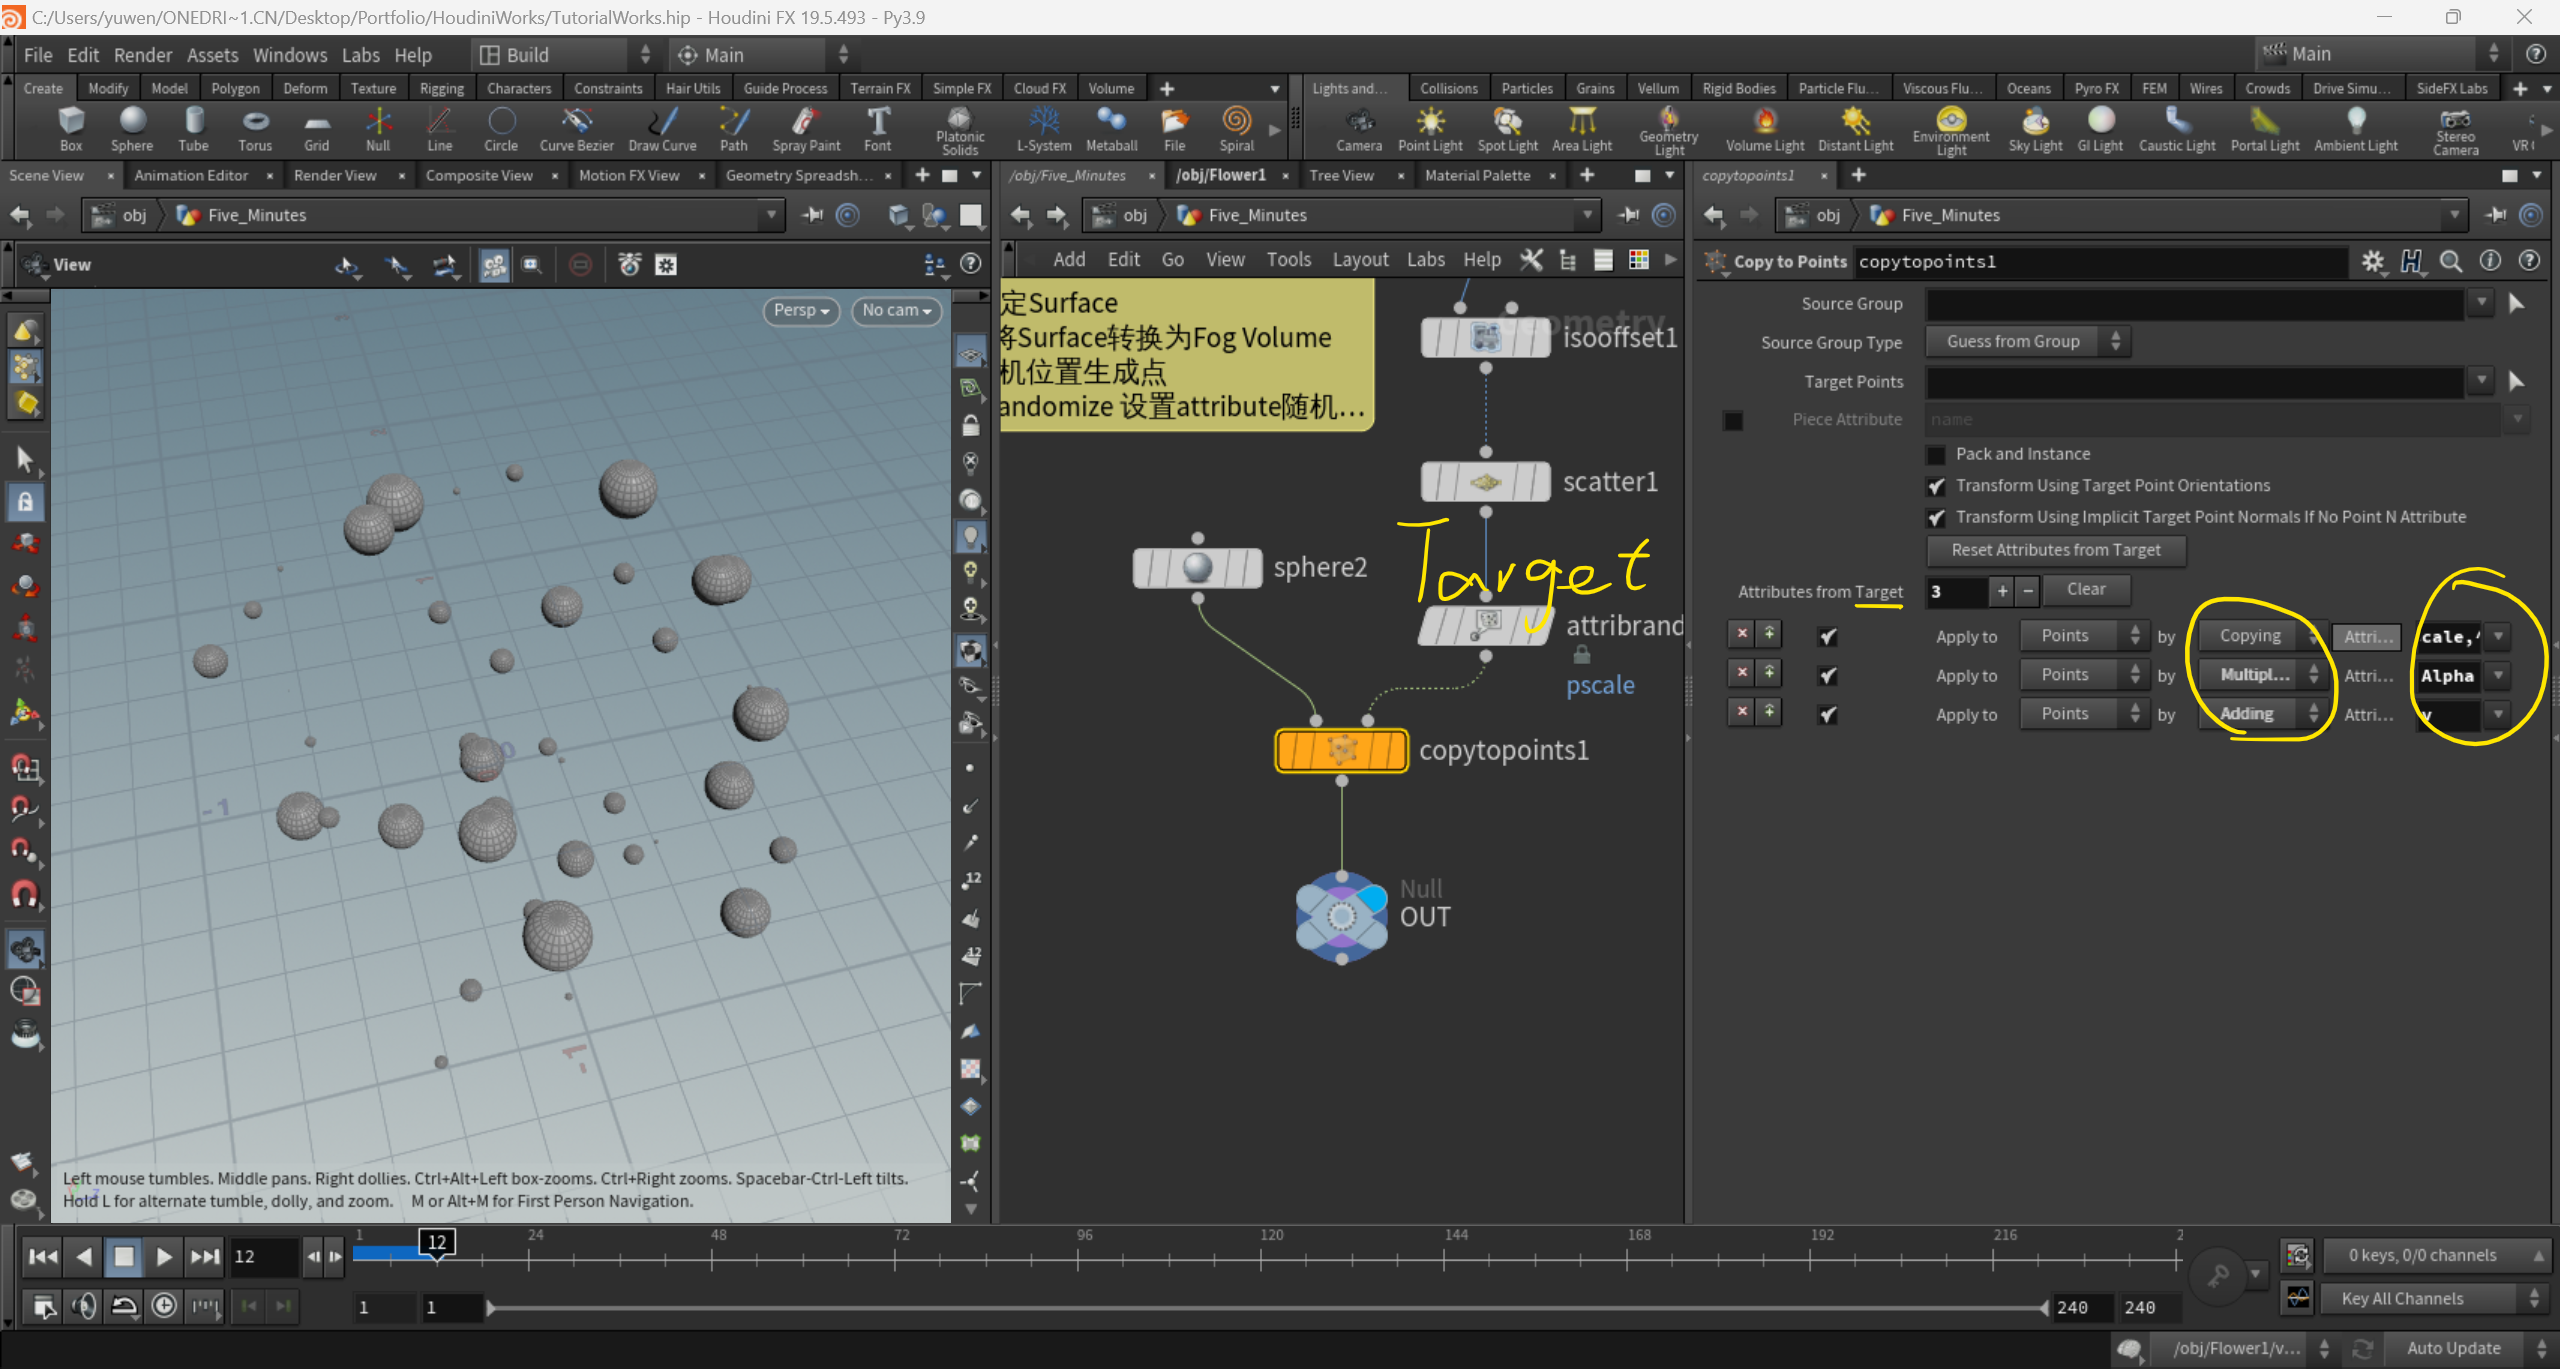 C:/Users/yuwen/ONEDRI~1.CN/Desktop/Portfolio/HoudiniWorks/TutorialWorks.hip - Houdini FX 19.5.493 - Py3.9
File Edit Render Assets Windows Labs Help Build Main Main
Create Modify Model Polygon Deform Texture Rigging Characters Constraints Hair Utils Guide Process Terrain FX Simple FX Cloud FX Volume
Lights and... Collisions Particles Grains Vellum Rigid Bodies Particle Flu... Viscous Flu... Oceans Pyro FX FEM Wires Crowds Drive Simu... SideFX Labs
Box Sphere Tube Torus Grid Null Line Circle Curve Bezier Draw Curve Path Spray Paint Font Platonic Solids L-System Metaball File Spiral
Camera Point Light Spot Light Area Light Geometry Light Volume Light Distant Light Environment Light Sky Light GI Light Caustic Light Portal Light Ambient Light Stereo Camera VR
Scene View Animation Editor Render View Composite View Motion FX View Geometry Spreadsh...
/obj/Five_Minutes /obj/Flower1 Tree View Material Palette
copytopoints1
obj Five_Minutes
obj Five_Minutes
obj Five_Minutes
View
Persp No cam
-1
0
Left mouse tumbles. Middle pans. Right dollies. Ctrl+Alt+Left box-zooms. Ctrl+Right zooms. Spacebar-Ctrl-Left tilts.
Hold L for alternate tumble, dolly, and zoom. M or Alt+M for First Person Navigation.
12
12
Add Edit Go View Tools Layout Labs Help
定Surface
将Surface转换为Fog Volume
机位置生成点
andomize 设置attribute随机...
Geometry
isooffset1
scatter1
Target
sphere2
attribrand
pscale
copytopoints1
Null
OUT
Copy to Points copytopoints1
Source Group
Source Group Type Guess from Group
Target Points
Piece Attribute name
Pack and Instance
Transform Using Target Point Orientations
Transform Using Implicit Target Point Normals If No Point N Attribute
Reset Attributes from Target
Attributes from Target 3 + - Clear
Apply to Points by Copying Attri... cale,^
Apply to Points by Multipl... Attri... Alpha
Apply to Points by Adding Attri... v
12 1 12 24 48 72 96 120 144 168 192 216 2
0 keys, 0/0 channels
1 1 240 240
Key All Channels
/obj/Flower1/v... Auto Update